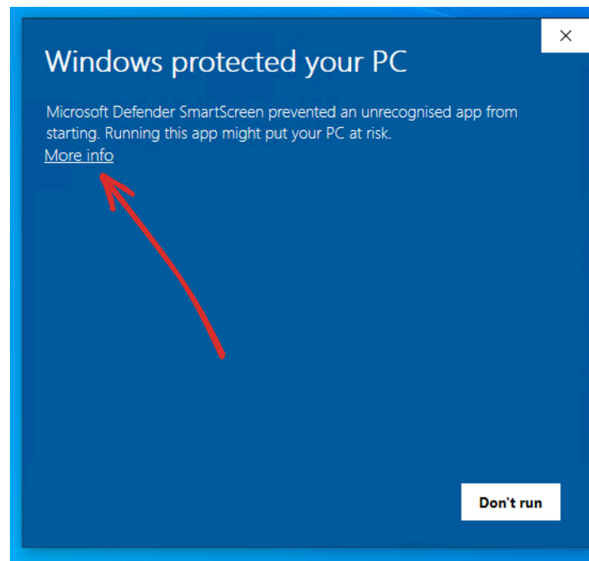 Windows protected your PC
Microsoft Defender SmartScreen prevented an unrecognised app from
starting. Running this app might put your PC at risk.
More info
Don't run